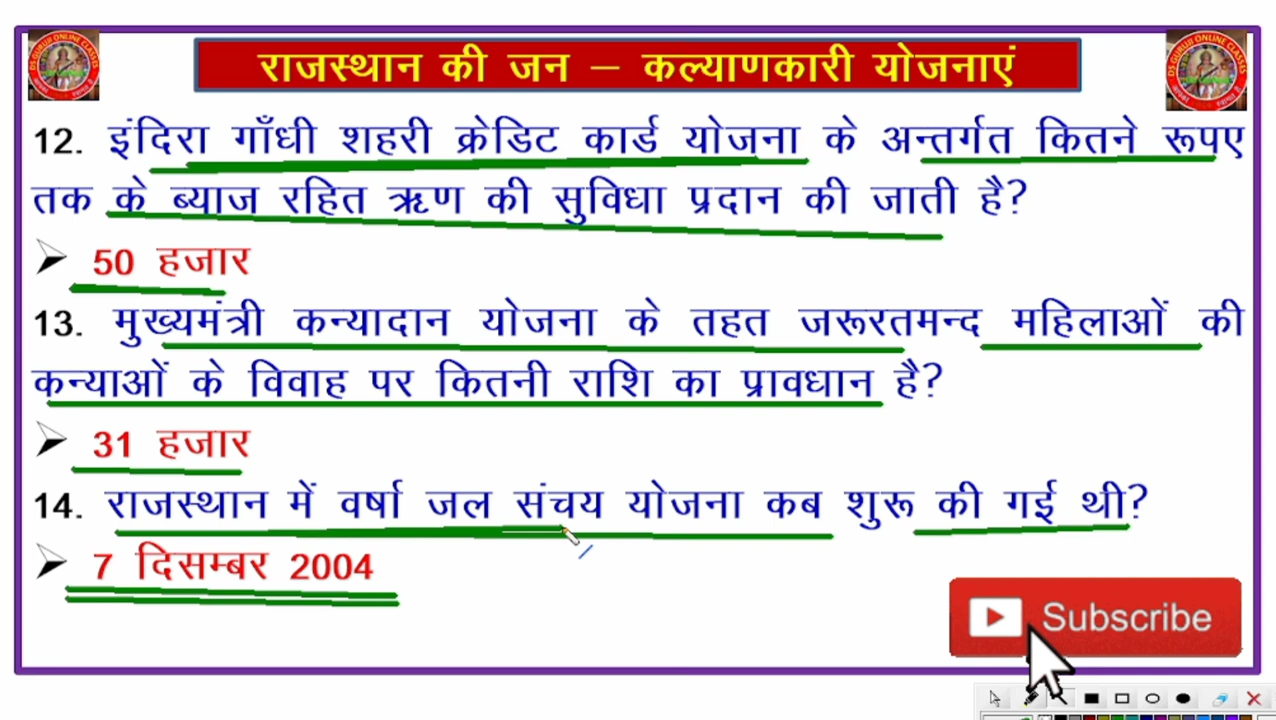 राजस्थान की जन – कल्याणकारी योजनाएं
12. इंदिरा गाँधी शहरी क्रेडिट कार्ड योजना के अन्तर्गत कितने रूपए
तक के ब्याज रहित ऋण की सुविधा प्रदान की जाती है?
➢ 50 हजार
13. मुख्यमंत्री कन्यादान योजना के तहत जरूरतमन्द महिलाओं की
कन्याओं के विवाह पर कितनी राशि का प्रावधान है?
➢ 31 हजार
14. राजस्थान में वर्षा जल संचय योजना कब शुरू की गई थी?
➢ 7 दिसम्बर 2004
Subscribe